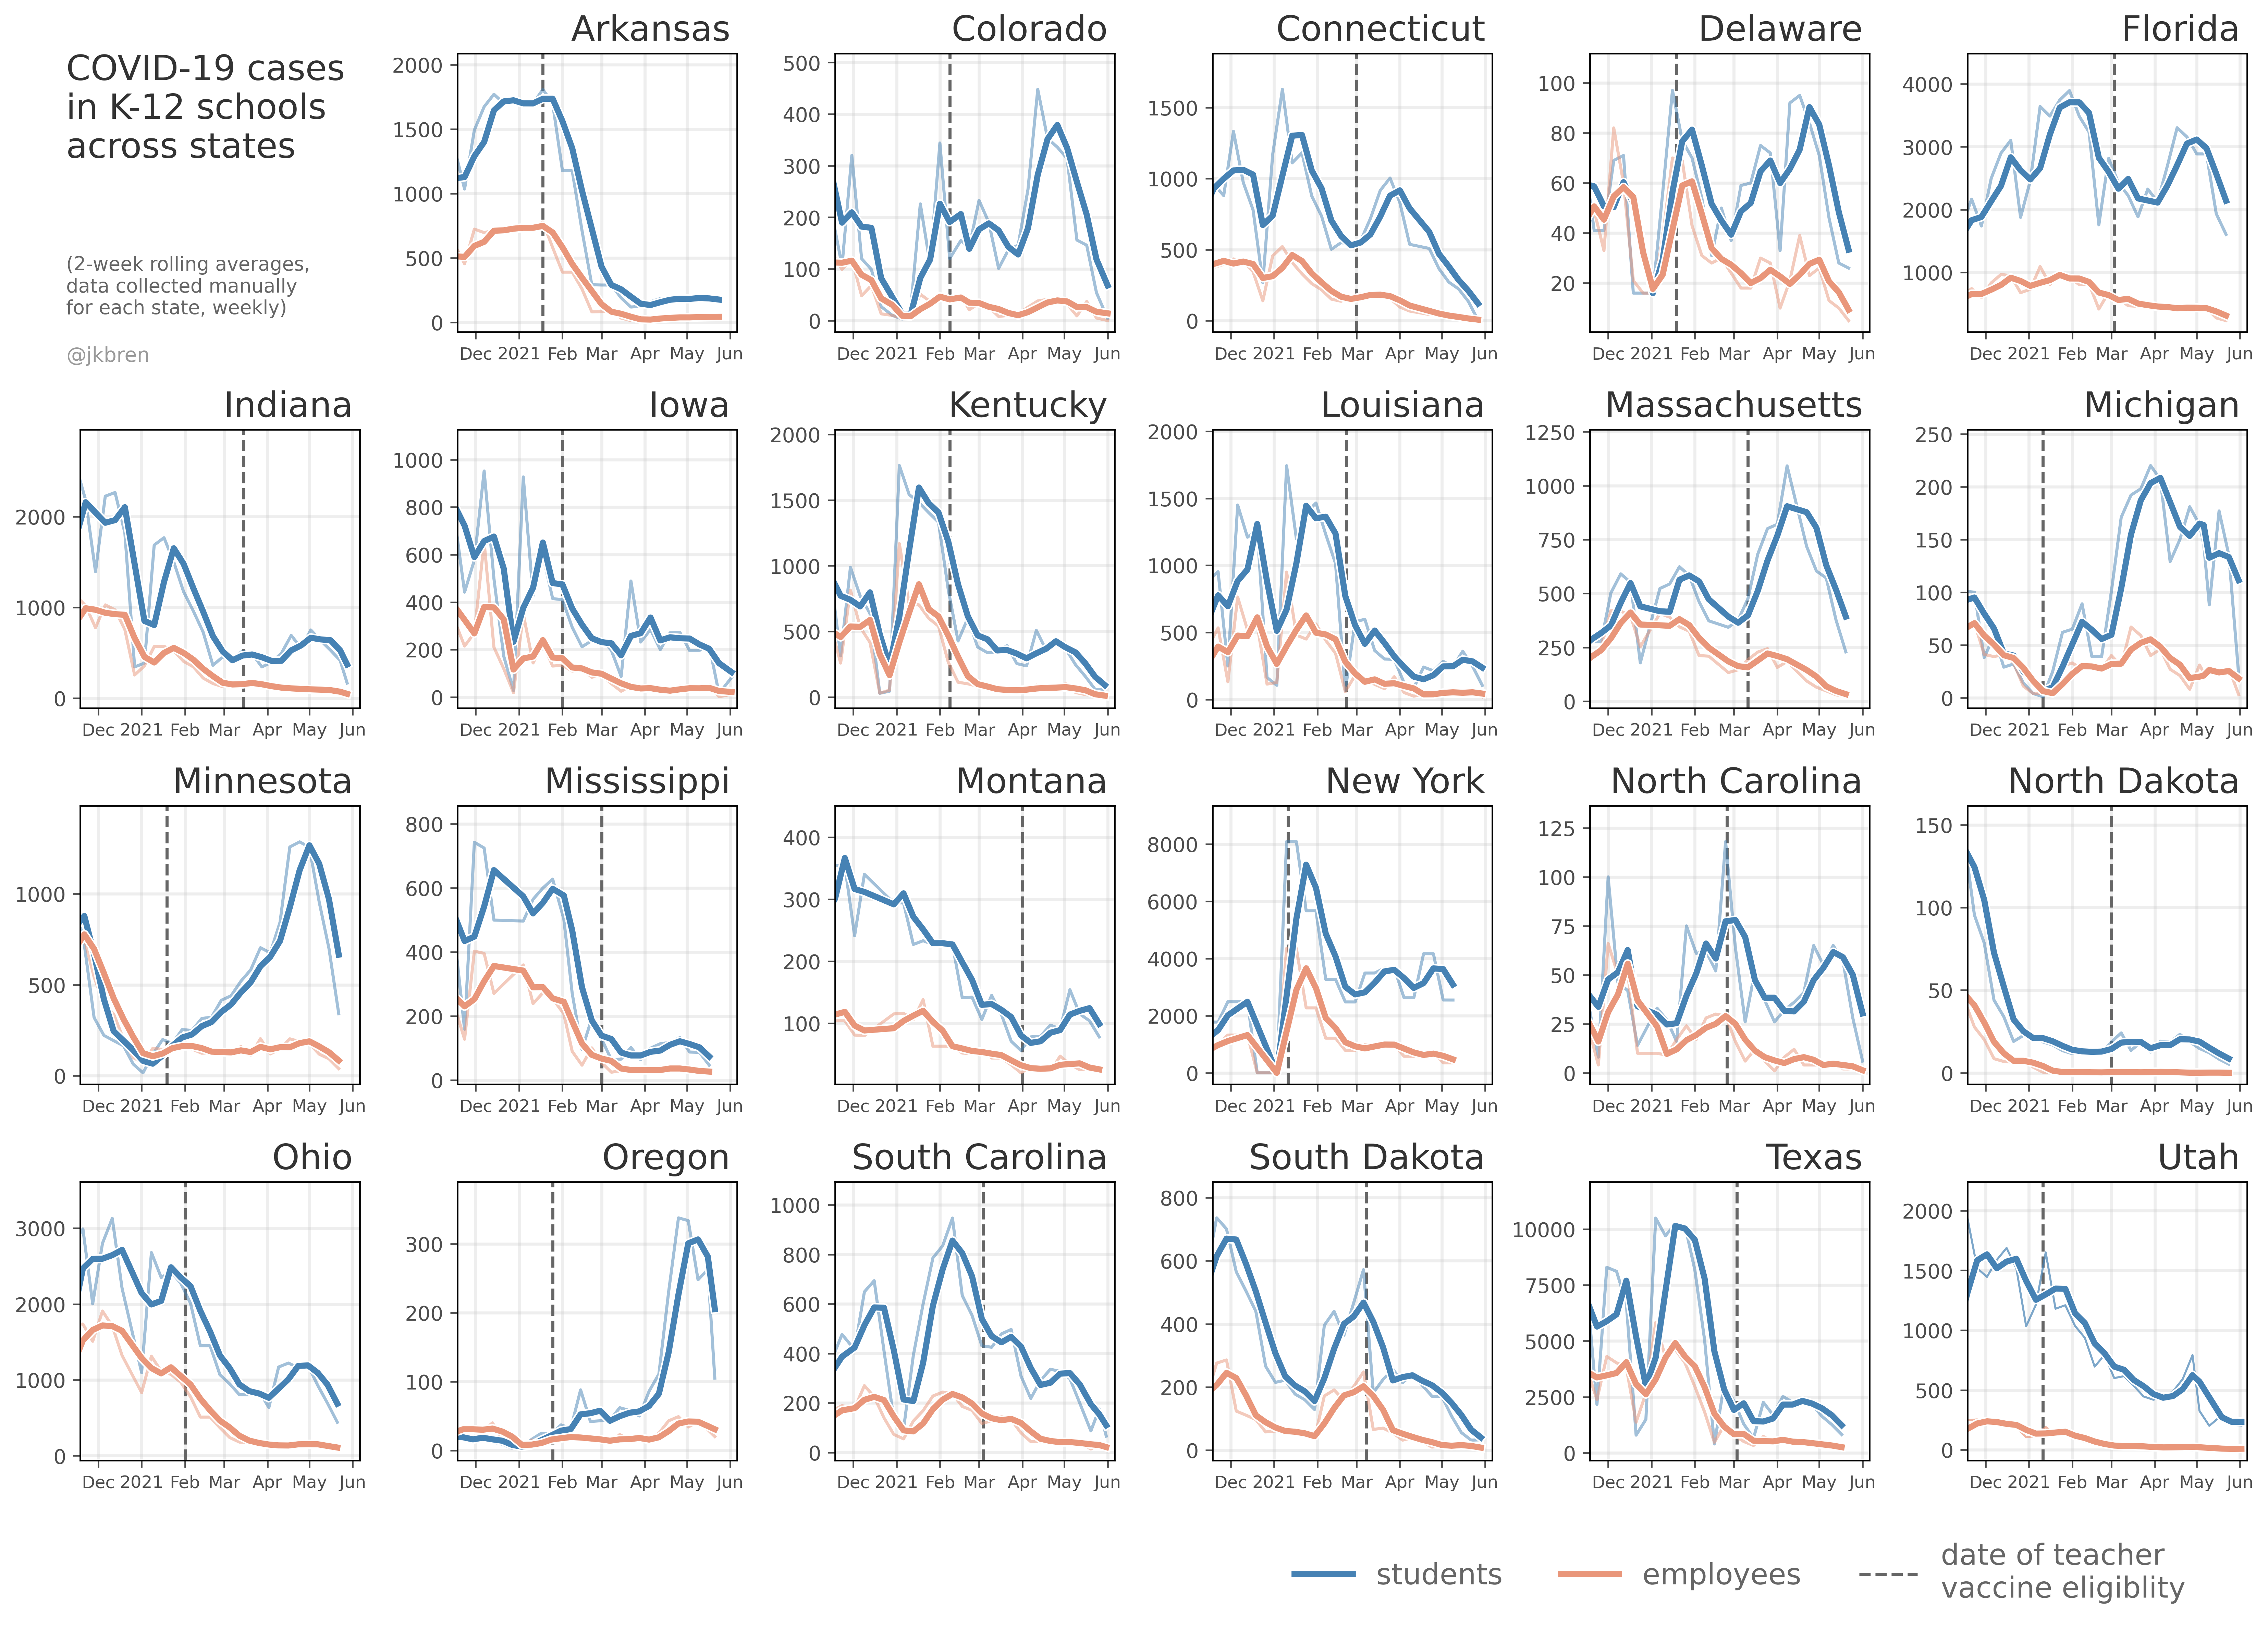 COVID-19 cases
in K-12 schools
across states
(2-week rolling averages,
data collected manually
for each state, weekly)
@jkbren
Arkansas
2000
1500
1000
500
0
Dec 2021 Feb Mar Apr May Jun
Colorado
500
400
300
200
100
0
Dec 2021 Feb Mar Apr May Jun
Connecticut
1500
1000
500
0
Dec 2021 Feb Mar Apr May Jun
Delaware
100
80
60
40
20
Dec 2021 Feb Mar Apr May Jun
Florida
4000
3000
2000
1000
Dec 2021 Feb Mar Apr May Jun
Indiana
2000
1000
0
Dec 2021 Feb Mar Apr May Jun
Iowa
1000
800
600
400
200
0
Dec 2021 Feb Mar Apr May Jun
Kentucky
2000
1500
1000
500
0
Dec 2021 Feb Mar Apr May Jun
Louisiana
2000
1500
1000
500
0
Dec 2021 Feb Mar Apr May Jun
Massachusetts
1250
1000
750
500
250
0
Dec 2021 Feb Mar Apr May Jun
Michigan
250
200
150
100
50
0
Dec 2021 Feb Mar Apr May Jun
Minnesota
1000
500
0
Dec 2021 Feb Mar Apr May Jun
Mississippi
800
600
400
200
0
Dec 2021 Feb Mar Apr May Jun
Montana
400
300
200
100
Dec 2021 Feb Mar Apr May Jun
New York
8000
6000
4000
2000
0
Dec 2021 Feb Mar Apr May Jun
North Carolina
125
100
75
50
25
0
Dec 2021 Feb Mar Apr May Jun
North Dakota
150
100
50
0
Dec 2021 Feb Mar Apr May Jun
Ohio
3000
2000
1000
0
Dec 2021 Feb Mar Apr May Jun
Oregon
300
200
100
0
Dec 2021 Feb Mar Apr May Jun
South Carolina
1000
800
600
400
200
0
Dec 2021 Feb Mar Apr May Jun
South Dakota
800
600
400
200
0
Dec 2021 Feb Mar Apr May Jun
Texas
10000
7500
5000
2500
0
Dec 2021 Feb Mar Apr May Jun
Utah
2000
1500
1000
500
0
Dec 2021 Feb Mar Apr May Jun
students
employees
date of teacher
vaccine eligiblity